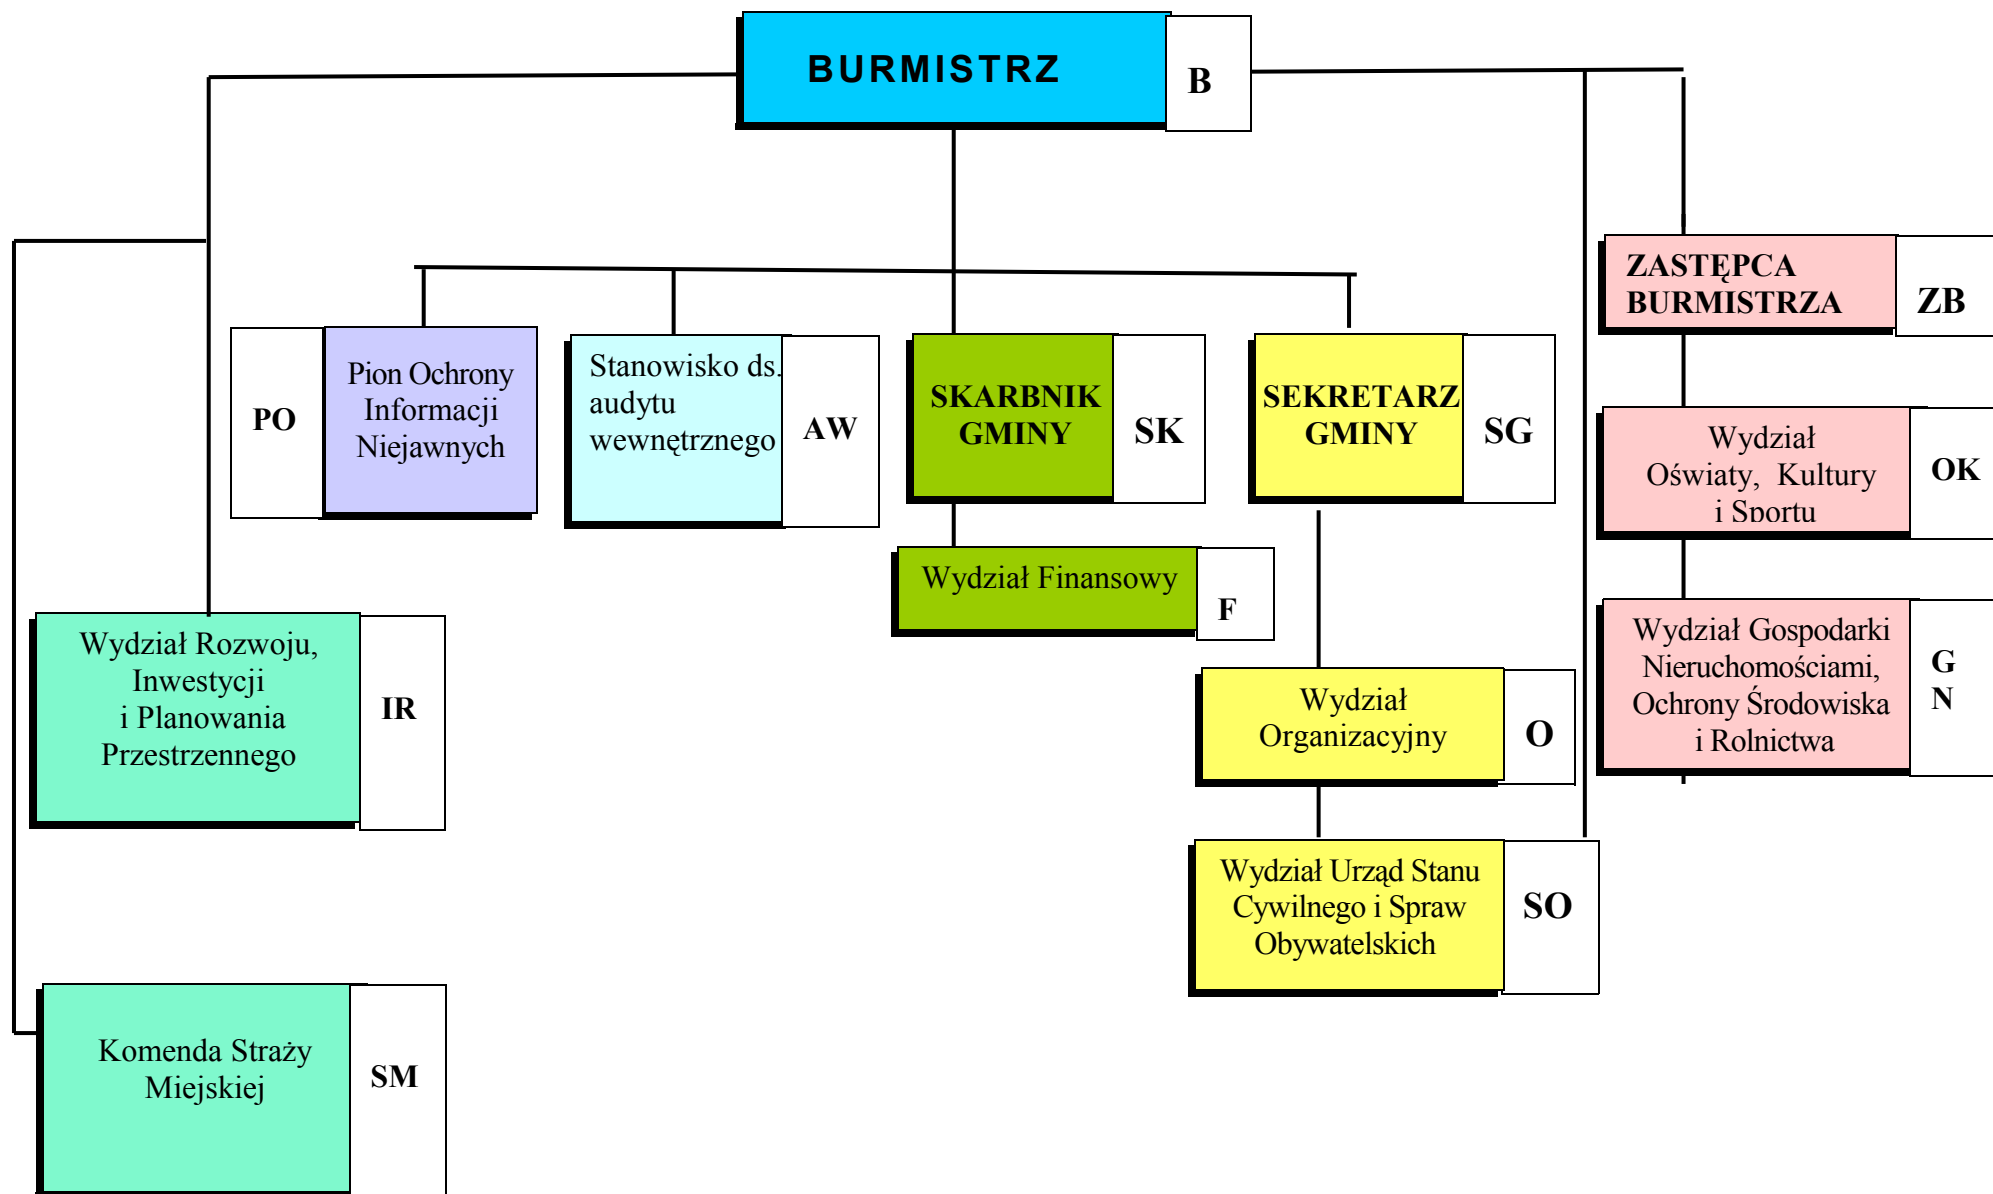 BURMISTRZ
B
ZASTĘPCA
BURMISTRZA
ZB
PO
Pion Ochrony
Informacji
Niejawnych
Stanowisko ds.
audytu
wewnętrznego
AW
SKARBNIK
GMINY
SK
SEKRETARZ
GMINY
SG
Wydział
Oświaty, Kultury
i Sportu
OK
Wydział Finansowy
F
Wydział Rozwoju,
Inwestycji
i Planowania
Przestrzennego
IR
Wydział
Organizacyjny
O
Wydział Gospodarki
Nieruchomościami,
Ochrony Środowiska
i Rolnictwa
G
N
Wydział Urząd Stanu
Cywilnego i Spraw
Obywatelskich
SO
Komenda Straży
Miejskiej
SM